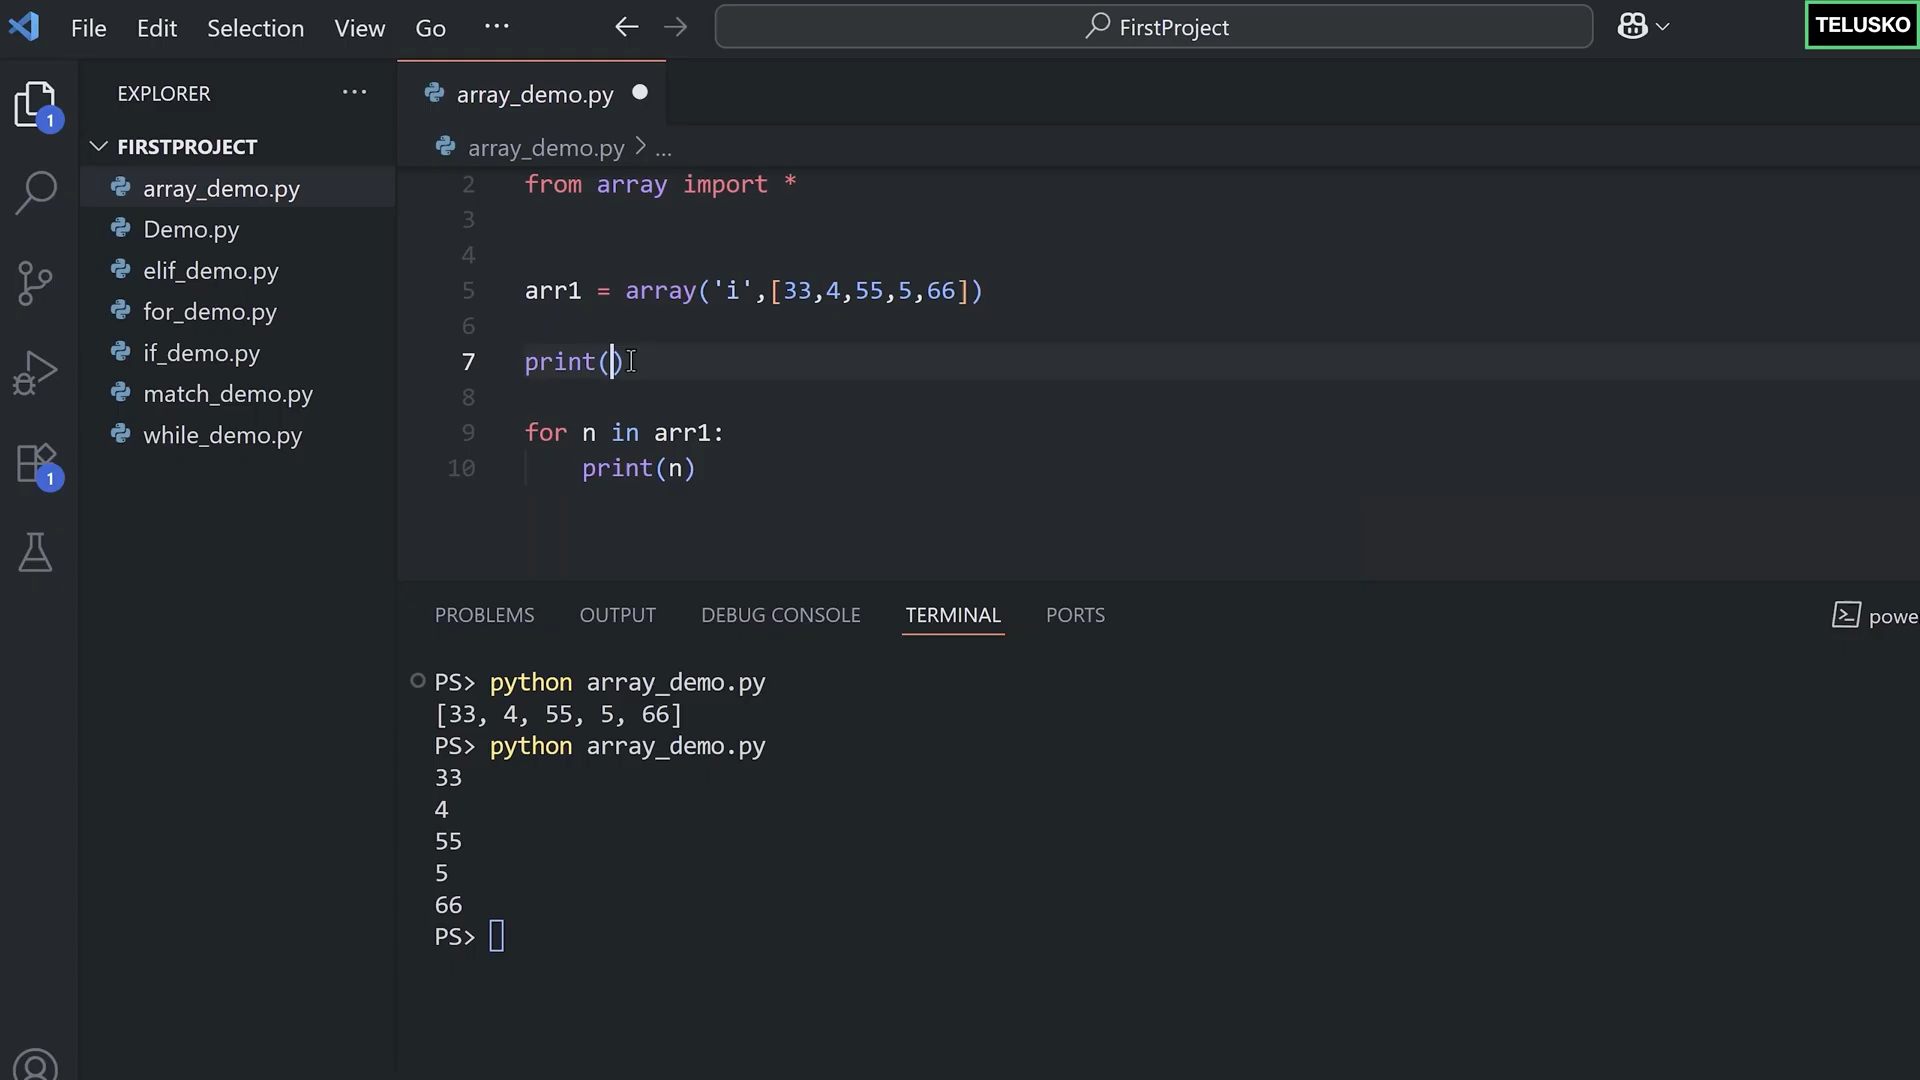 File Edit Selection View Go ··· FirstProject TELUSKO
EXPLORER ···
array_demo.py
1
FIRSTPROJECT
array_demo.py > ...
array_demo.py
Demo.py
elif_demo.py
for_demo.py
if_demo.py
match_demo.py
while_demo.py
1
2 from array import *
3
4
5 arr1 = array('i',[33,4,55,5,66])
6
7 print()
8
9 for n in arr1:
10 print(n)
PROBLEMS OUTPUT DEBUG CONSOLE TERMINAL PORTS powe
PS> python array_demo.py
[33, 4, 55, 5, 66]
PS> python array_demo.py
33
4
55
5
66
PS>